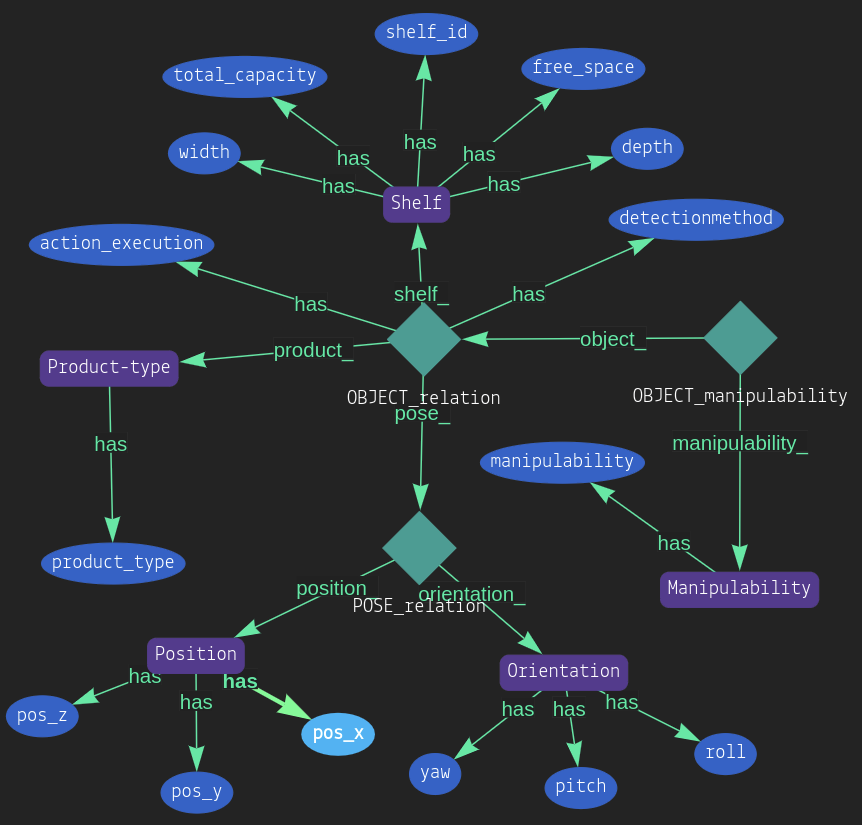 shelf_id
total_capacity
free_space
has
width
has
has
depth
has
has
Shelf
detectionmethod
action_execution
shelf_
has
has
object_
product_
Product-type
OBJECT_relation
OBJECT_manipulability
pose_
has
manipulability_
manipulability
has
product_type
position_
orientation_
POSE_relation
Manipulability
Position
Orientation
has
has
has
has
has
has
pos_z
pos_x
roll
yaw
pitch
pos_y